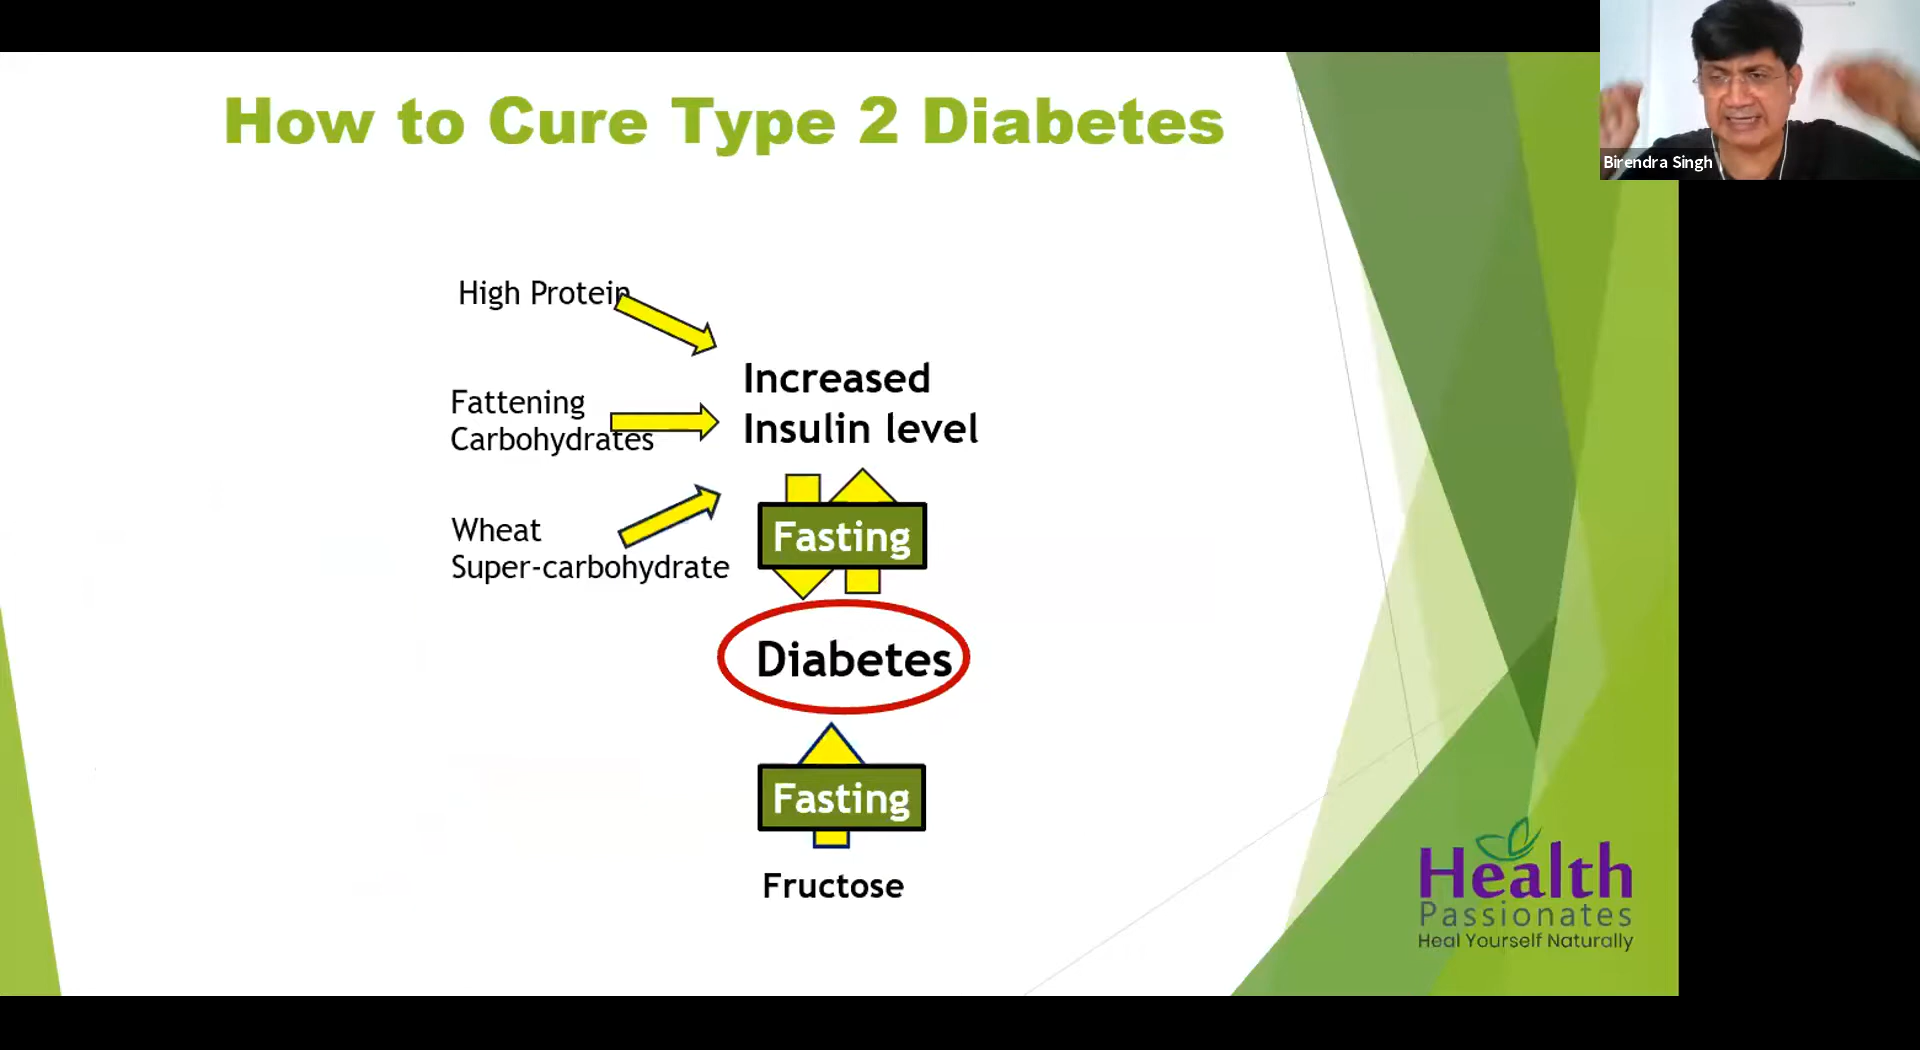 How to Cure Type 2 Diabetes
Birendra Singh
High Protein
Fattening
Carbohydrates
Wheat
Super-carbohydrate
Increased
Insulin level
Fasting
Diabetes
Fasting
Fructose
Health
Passionates
Heal Yourself Naturally